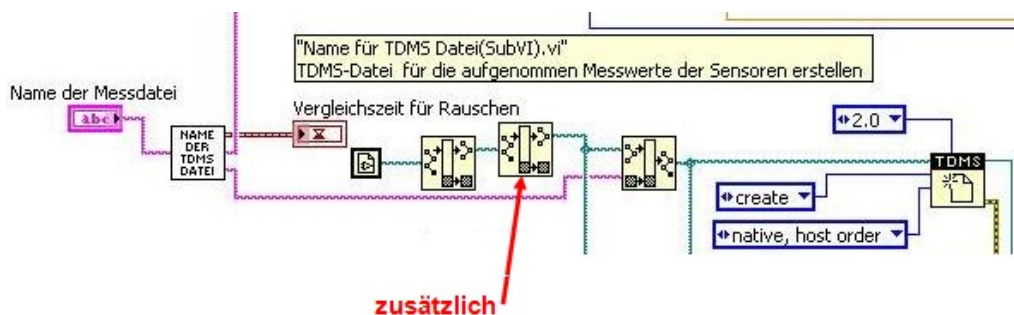 "Name für TDMS Datei(SubVI).vi"
TDMS-Datei für die aufgenommen Messwerte der Sensoren erstellen
Name der Messdatei
abc
NAME
DER
TDMS
DATEI
Vergleichszeit für Rauschen
2.0
TDMS
create
native, host order
zusätzlich